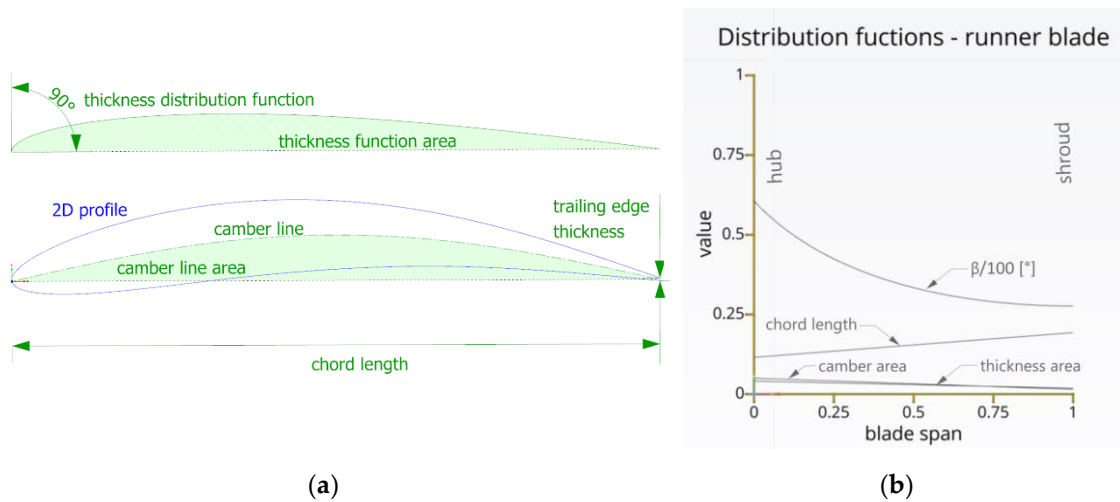 90°
thickness distribution function
thickness function area
2D profile
camber line
camber line area
trailing edge
thickness
chord length
(a)
Distribution fuctions - runner blade
1
0.75
0.5
0.25
0
value
hub
shroud
β/100 [°]
chord length
camber area
thickness area
0
0.25
0.5
0.75
1
blade span
(b)